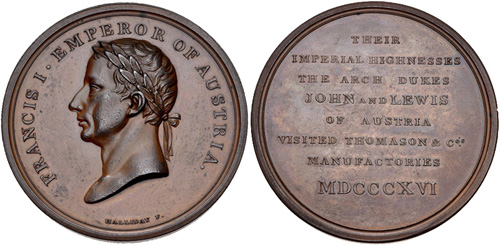 FRANCIS I. EMPEROR OF AUSTRIA.
HALLIDAY F.
THEIR
IMPERIAL HIGHNESSES
THE ARCH DUKES
JOHN AND LEWIS
OF AUSTRIA
VISITED THOMASON & Co's
MANUFACTORIES
MDCCCXVI